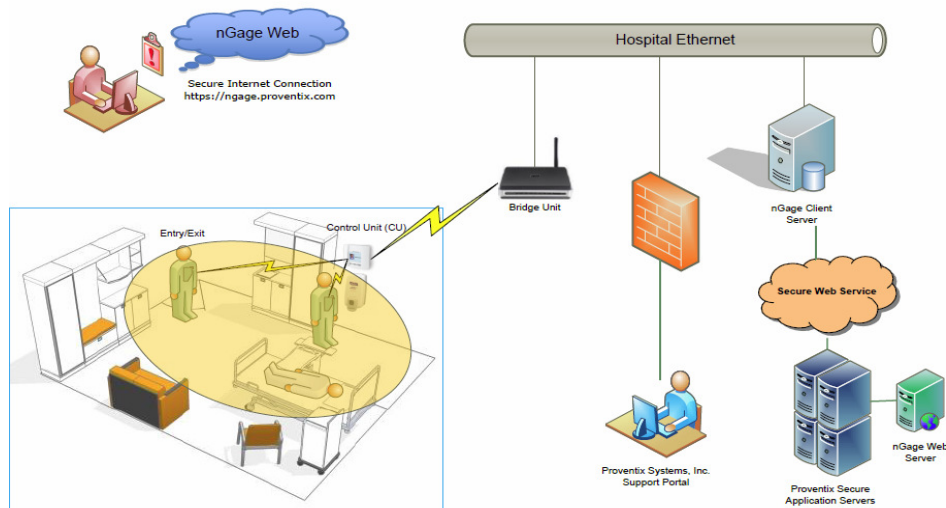 nGage Web
Secure Internet Connection
https://ngage.proventix.com
Hospital Ethernet
Bridge Unit
nGage Client
Server
Entry/Exit
Control Unit (CU)
Secure Web Service
Proventix Systems, Inc.
Support Portal
nGage Web
Server
Proventix Secure
Application Servers